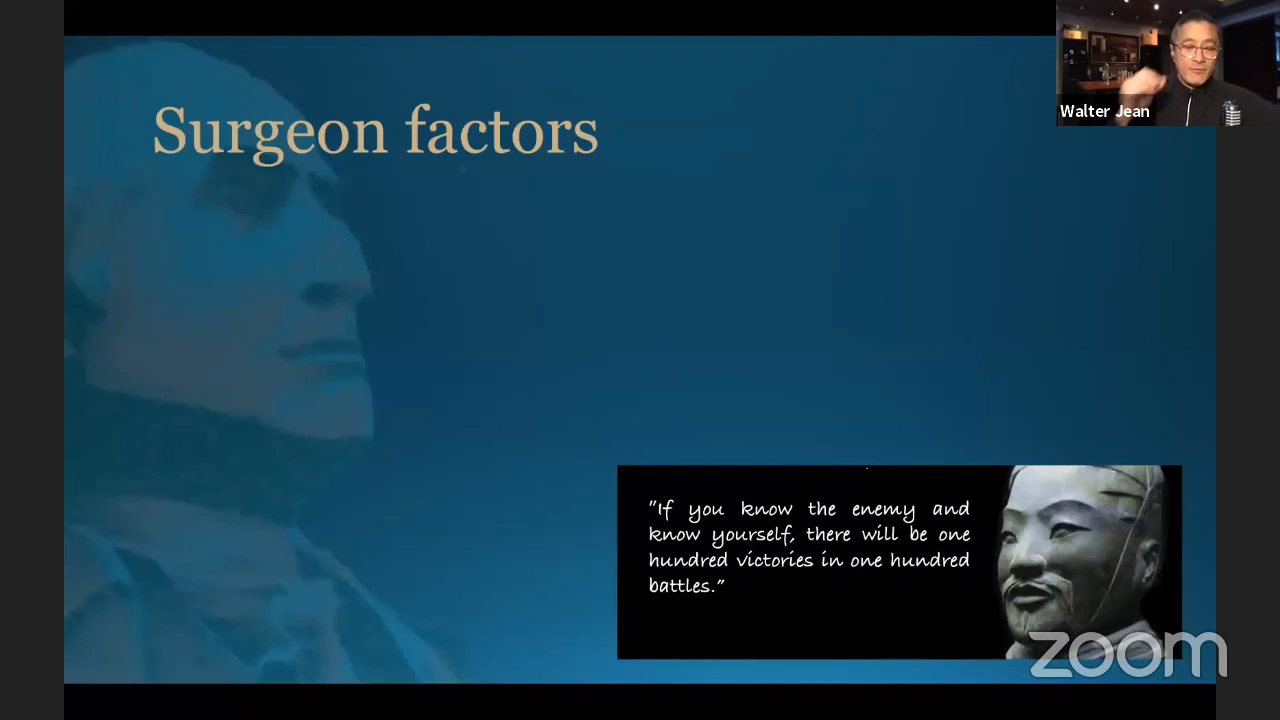 Surgeon factors
Walter Jean
"If you know the enemy and
know yourself, there will be one
hundred victories in one hundred
battles."
zoom